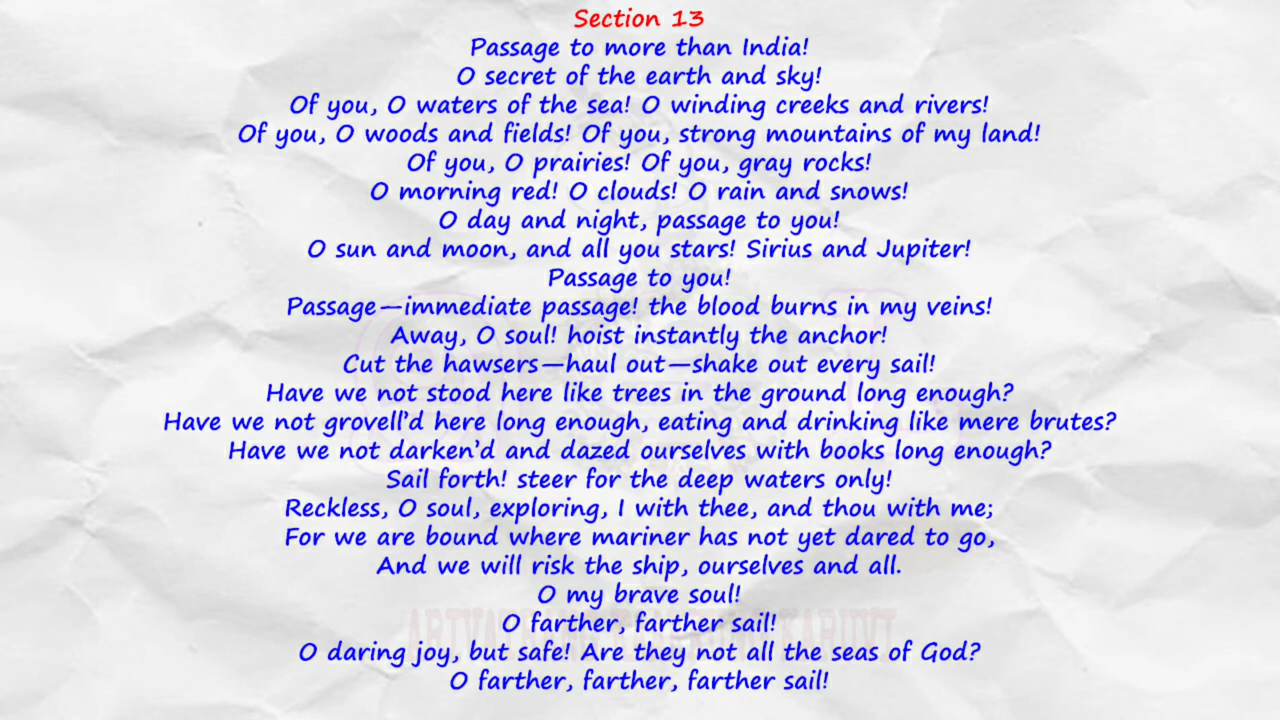 Section 13
Passage to more than India!
O secret of the earth and sky!
Of you, O waters of the sea! O winding creeks and rivers!
Of you, O woods and fields! Of you, strong mountains of my land!
Of you, O prairies! Of you, gray rocks!
O morning red! O clouds! O rain and snows!
O day and night, passage to you!
O sun and moon, and all you stars! Sirius and Jupiter!
Passage to you!
Passage—immediate passage! the blood burns in my veins!
Away, O soul! hoist instantly the anchor!
Cut the hawsers—haul out—shake out every sail!
Have we not stood here like trees in the ground long enough?
Have we not grovell’d here long enough, eating and drinking like mere brutes?
Have we not darken’d and dazed ourselves with books long enough?
Sail forth! steer for the deep waters only!
Reckless, O soul, exploring, I with thee, and thou with me;
For we are bound where mariner has not yet dared to go,
And we will risk the ship, ourselves and all.
O my brave soul!
O farther, farther sail!
O daring joy, but safe! Are they not all the seas of God?
O farther, farther, farther sail!